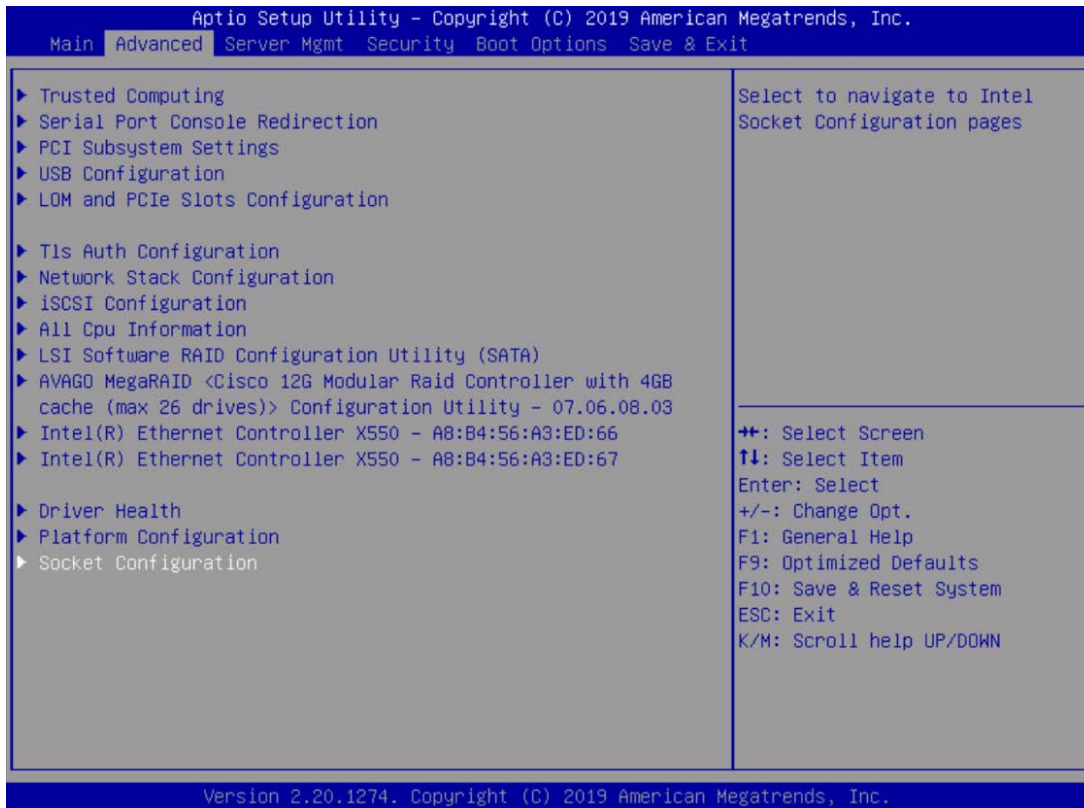 Aptio Setup Utility – Copyright (C) 2019 American Megatrends, Inc.
Main Advanced Server Mgmt Security Boot Options Save & Exit
Trusted Computing
Serial Port Console Redirection
PCI Subsystem Settings
USB Configuration
LOM and PCIe Slots Configuration
Tls Auth Configuration
Network Stack Configuration
iSCSI Configuration
All Cpu Information
LSI Software RAID Configuration Utility (SATA)
AVAGO MegaRAID <Cisco 12G Modular Raid Controller with 4GB
cache (max 26 drives)> Configuration Utility – 07.06.08.03
Intel(R) Ethernet Controller X550 – A8:B4:56:A3:ED:66
Intel(R) Ethernet Controller X550 – A8:B4:56:A3:ED:67
Driver Health
Platform Configuration
Socket Configuration
Select to navigate to Intel
Socket Configuration pages
→←: Select Screen
↑↓: Select Item
Enter: Select
+/-: Change Opt.
F1: General Help
F9: Optimized Defaults
F10: Save & Reset System
ESC: Exit
K/M: Scroll help UP/DOWN
Version 2.20.1274. Copyright (C) 2019 American Megatrends, Inc.